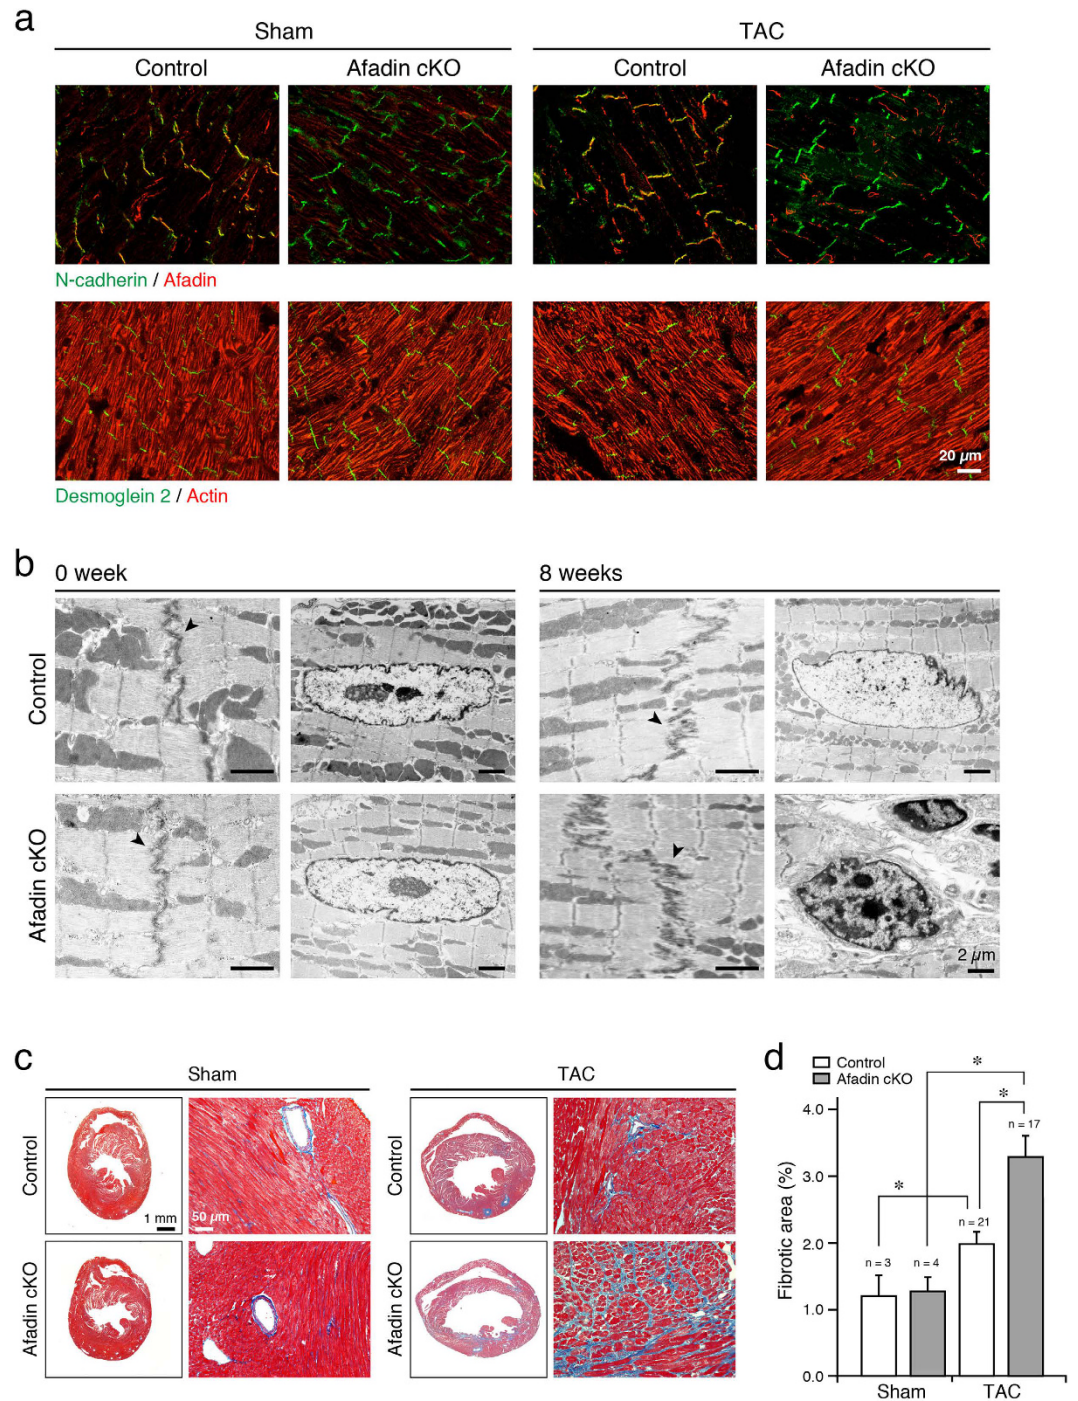 a
Sham
TAC
Control
Afadin cKO
Control
Afadin cKO
N-cadherin / Afadin
20 µm
Desmoglein 2 / Actin
b
0 week
8 weeks
Control
Afadin cKO
2 µm
c
Sham
TAC
Control
1 mm
50 µm
Afadin cKO
d
Control
Afadin cKO
*
*
*
n = 17
n = 21
n = 3
n = 4
Fibrotic area (%)
4.0
3.0
2.0
1.0
0.0
Sham
TAC
Control
Afadin cKO